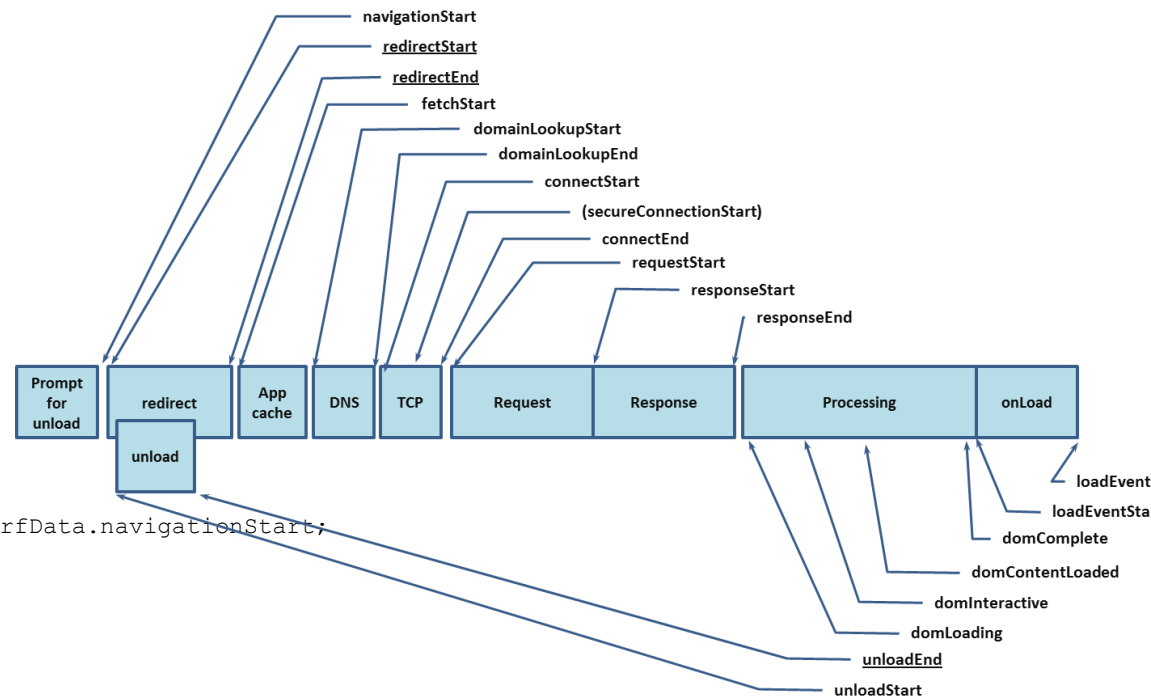 navigationStart
redirectStart
redirectEnd
fetchStart
domainLookupStart
domainLookupEnd
connectStart
(secureConnectionStart)
connectEnd
requestStart
responseStart
responseEnd
Prompt
for
unload
redirect
App
cache
DNS
TCP
Request
Response
Processing
onLoad
unload
loadEvent
loadEventSta
rfData.navigationStart;
domComplete
domContentLoaded
domInteractive
domLoading
unloadEnd
unloadStart